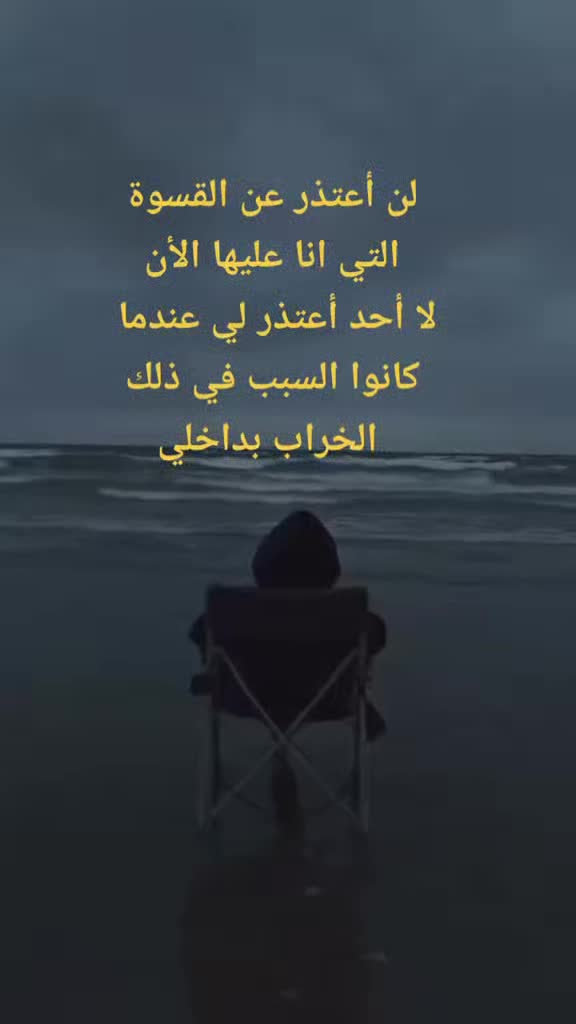 لن أعتذر عن القسوة
التي انا عليها الأن
لا أحد أعتذر لي عندما
كانوا السبب في ذلك
الخراب بداخلي